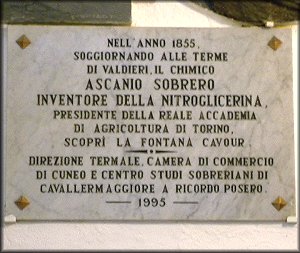 NELL'ANNO 1855,
SOGGIORNANDO ALLE TERME
DI VALDIERI, IL CHIMICO
ASCANIO SOBRERO
INVENTORE DELLA NITROGLICERINA,
PRESIDENTE DELLA REALE ACCADEMIA
DI AGRICOLTURA DI TORINO,
SCOPRÌ LA FONTANA CAVOUR.
DIREZIONE TERMALE, CAMERA DI COMMERCIO
DI CUNEO E CENTRO STUDI SOBRERIANI DI
CAVALLERMAGGIORE A RICORDO POSERO.
1995